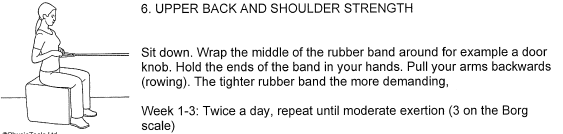 6. UPPER BACK AND SHOULDER STRENGTH
Sit down. Wrap the middle of the rubber band around for example a door
knob. Hold the ends of the band in your hands. Pull your arms backwards
(rowing). The tighter rubber band the more demanding,
Week 1-3: Twice a day, repeat until moderate exertion (3 on the Borg
scale)